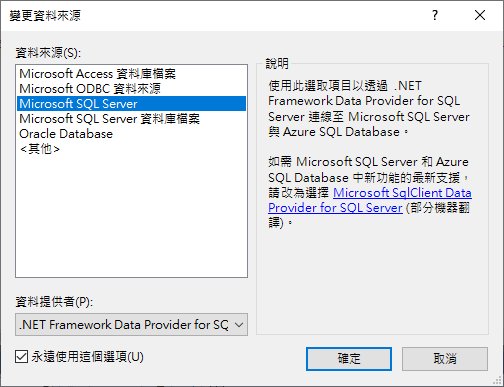 變更資料來源
資料來源(S):
Microsoft Access 資料庫檔案
Microsoft ODBC 資料來源
Microsoft SQL Server
Microsoft SQL Server 資料庫檔案
Oracle Database
<其他>
說明
使用此選取項目以透過 .NET
Framework Data Provider for SQL
Server 連線至 Microsoft SQL Server
與 Azure SQL Database。
如需 Microsoft SQL Server 和 Azure
SQL Database 中新功能的最新支援，
請改為選擇 Microsoft SqlClient Data
Provider for SQL Server (部分機器翻
譯)。
資料提供者(P):
.NET Framework Data Provider for SQ
永遠使用這個選項(U)
確定
取消